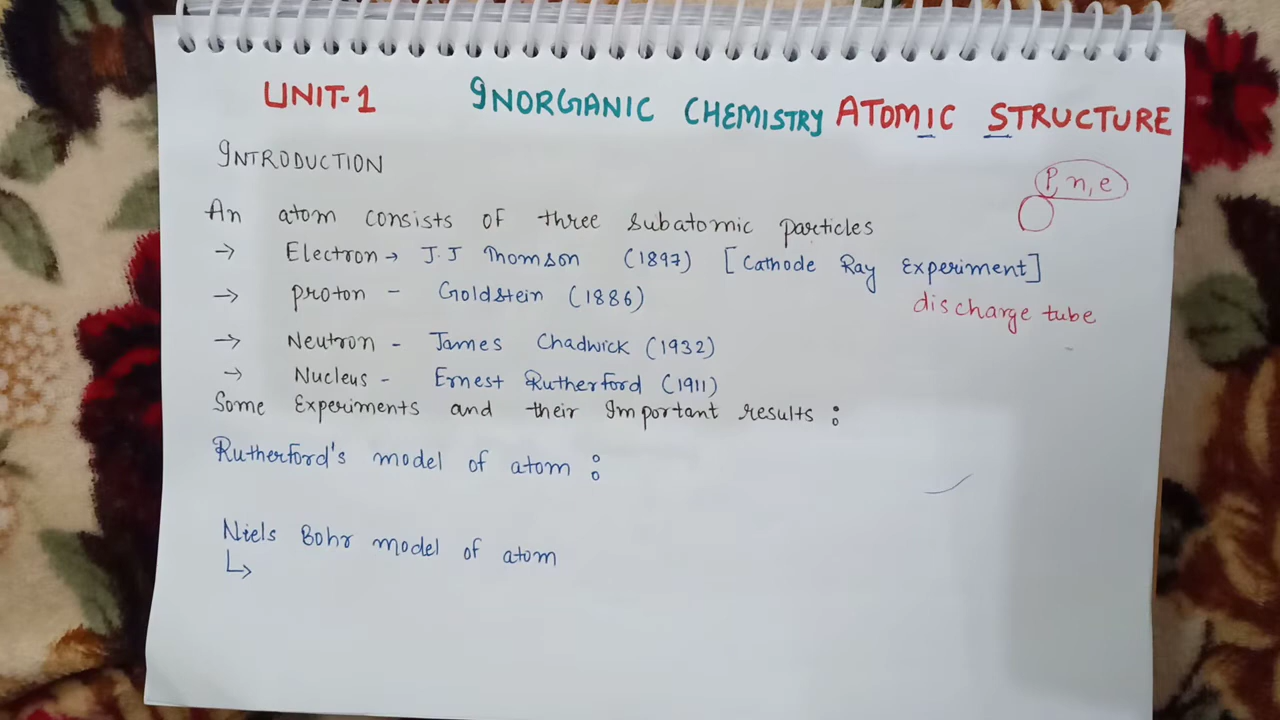 UNIT-1 INORGANIC CHEMISTRY ATOMIC STRUCTURE
INTRODUCTION
P, n, e
An atom consists of three subatomic particles
→ Electron → J.J Thomson (1897) [Cathode Ray Experiment]
→ proton - Goldstein (1886)
discharge tube
→ Neutron - James Chadwick (1932)
→ Nucleus - Ernest Rutherford (1911)
Some Experiments and their Important results :
Rutherford's model of atom :
Niels Bohr model of atom
↳